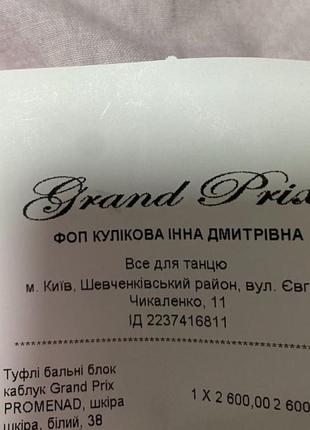 Grand Prix
ФОП КУЛІКОВА ІННА ДМИТРІВНА
Все для танцю
м. Київ, Шевченківський район, вул. Євг
Чикаленко, 11
ІД 2237416811
****************************************
Туфлі бальні блок
каблук Grand Prix
PROMENAD, шкіра 1 X 2 600,00 2 600
шкіра, білий, 38